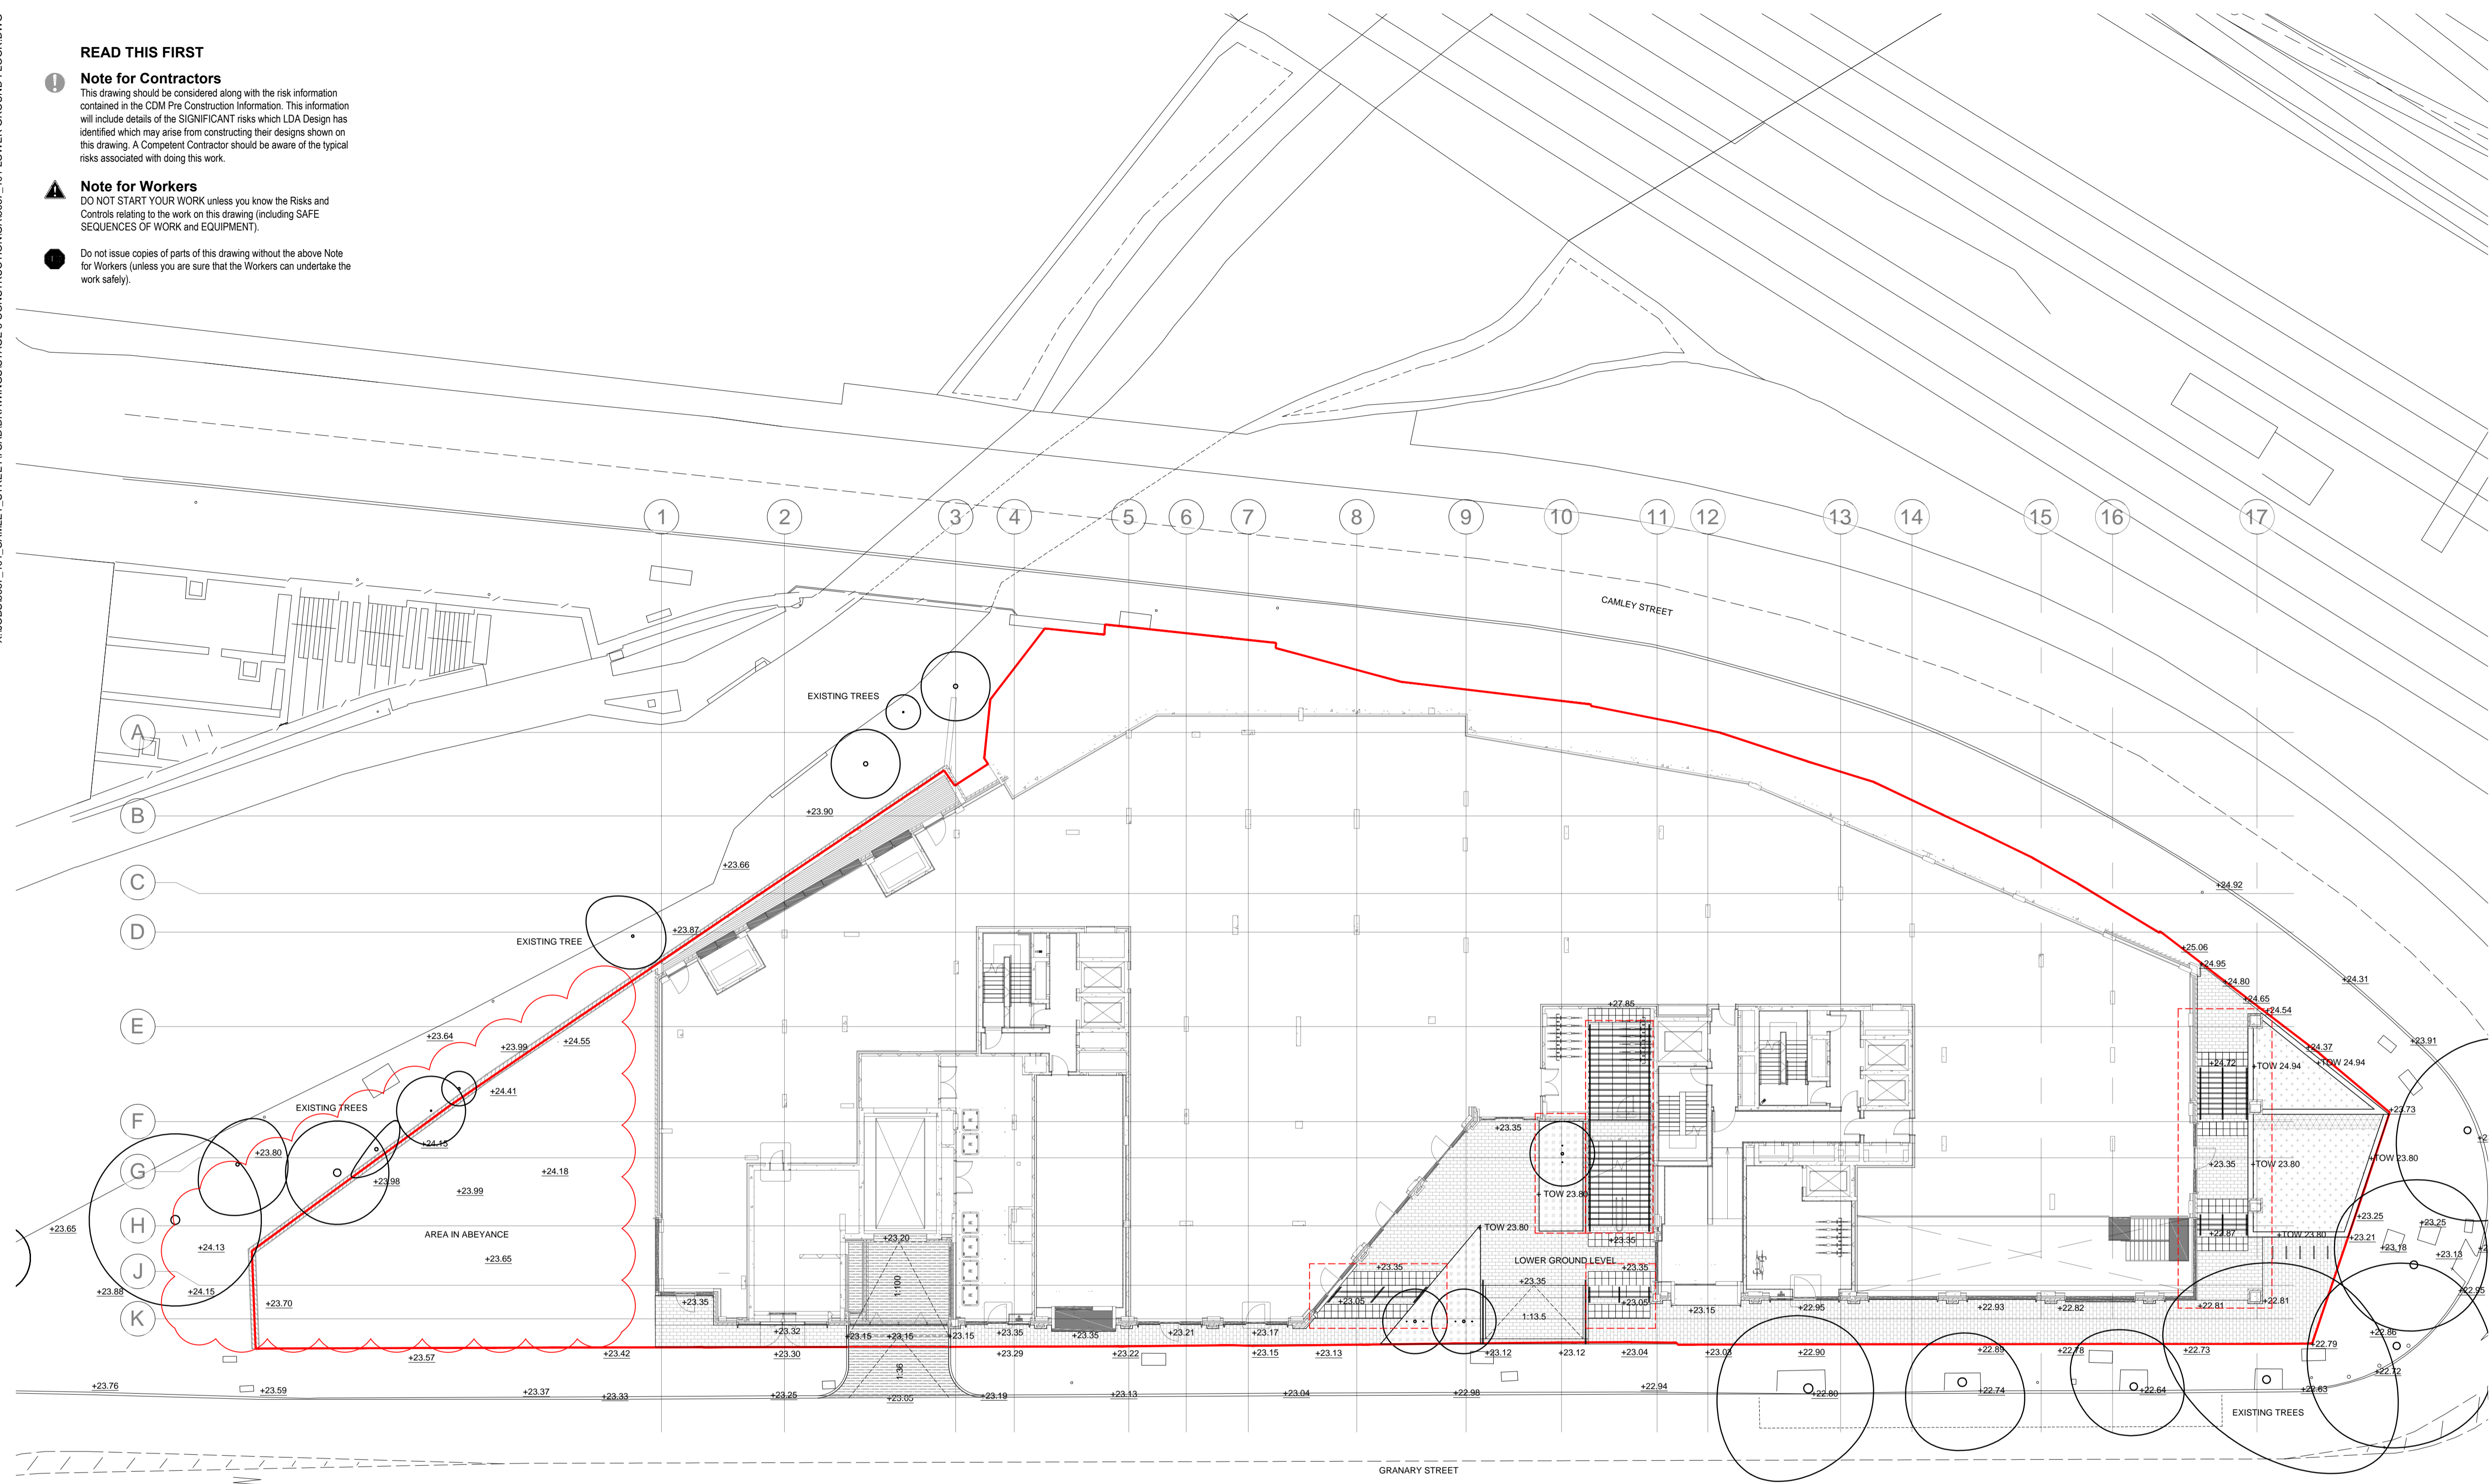 READ THIS FIRST
Note for Contractors
This drawing should be considered along with the risk information
contained in the CDM Pre Construction Information. This information
will include details of the SIGNIFICANT risks which LDA Design has
identified which may arise from constructing their designs shown on
this drawing. A Competent Contractor should be aware of the typical
risks associated with doing this work.
Note for Workers
DO NOT START YOUR WORK unless you know the Risks and
Controls relating to the work on this drawing (including SAFE
SEQUENCES OF WORK and EQUIPMENT).
Do not issue copies of parts of this drawing without the above Note
for Workers (unless you are sure that the Workers can undertake the
work safely).
1 2 3 4 5 6 7 8 9 10 11 12 13 14 15 16 17
CAMLEY STREET
EXISTING TREES
A
B
+23.90
+23.66
C
+24.92
D
+23.87
EXISTING TREE
+25.06
+24.95
+24.80
+24.31
+24.65
+24.54
+27.85
E
+23.64
+23.99
+24.55
+24.37
+23.91
+24.72
+TOW 24.94
+TOW 24.94
+24.41
EXISTING TREES
+23.73
F
+23.35
+24.15
+23.80
G
+24.18
+23.98
+23.99
+23.35
+TOW 23.80
+TOW 23.80
+ TOW 23.80
H
+23.65
AREA IN ABEYANCE
+ TOW 23.80
+23.25
+23.25
+23.20
+23.35
+22.87
+TOW 23.80
+23.21
+24.13
+23.65
+23.18
+23.13
LOWER GROUND LEVEL
J
+23.35
+23.35
+23.35
1:100
+23.88
+24.15
+22.95
+23.70
+23.35
+23.05
+23.05
+23.15
+22.95
+22.93
+22.82
+22.81
+22.81
K
1:13.5
+23.32
+23.15
+23.15
+23.15
+23.35
+23.35
+23.21
+23.17
+22.86
+22.79
+23.57
+23.42
+23.30
+23.29
+23.22
+23.15
+23.13
+23.12
+23.12
+23.04
+23.03
+22.90
+22.89
+22.78
+22.73
1:36
+22.72
+23.76
+23.59
+23.37
+23.33
+23.25
+23.05
+23.19
+23.13
+23.04
+22.98
+22.94
+22.80
+22.74
+22.64
+22.63
EXISTING TREES
GRANARY STREET